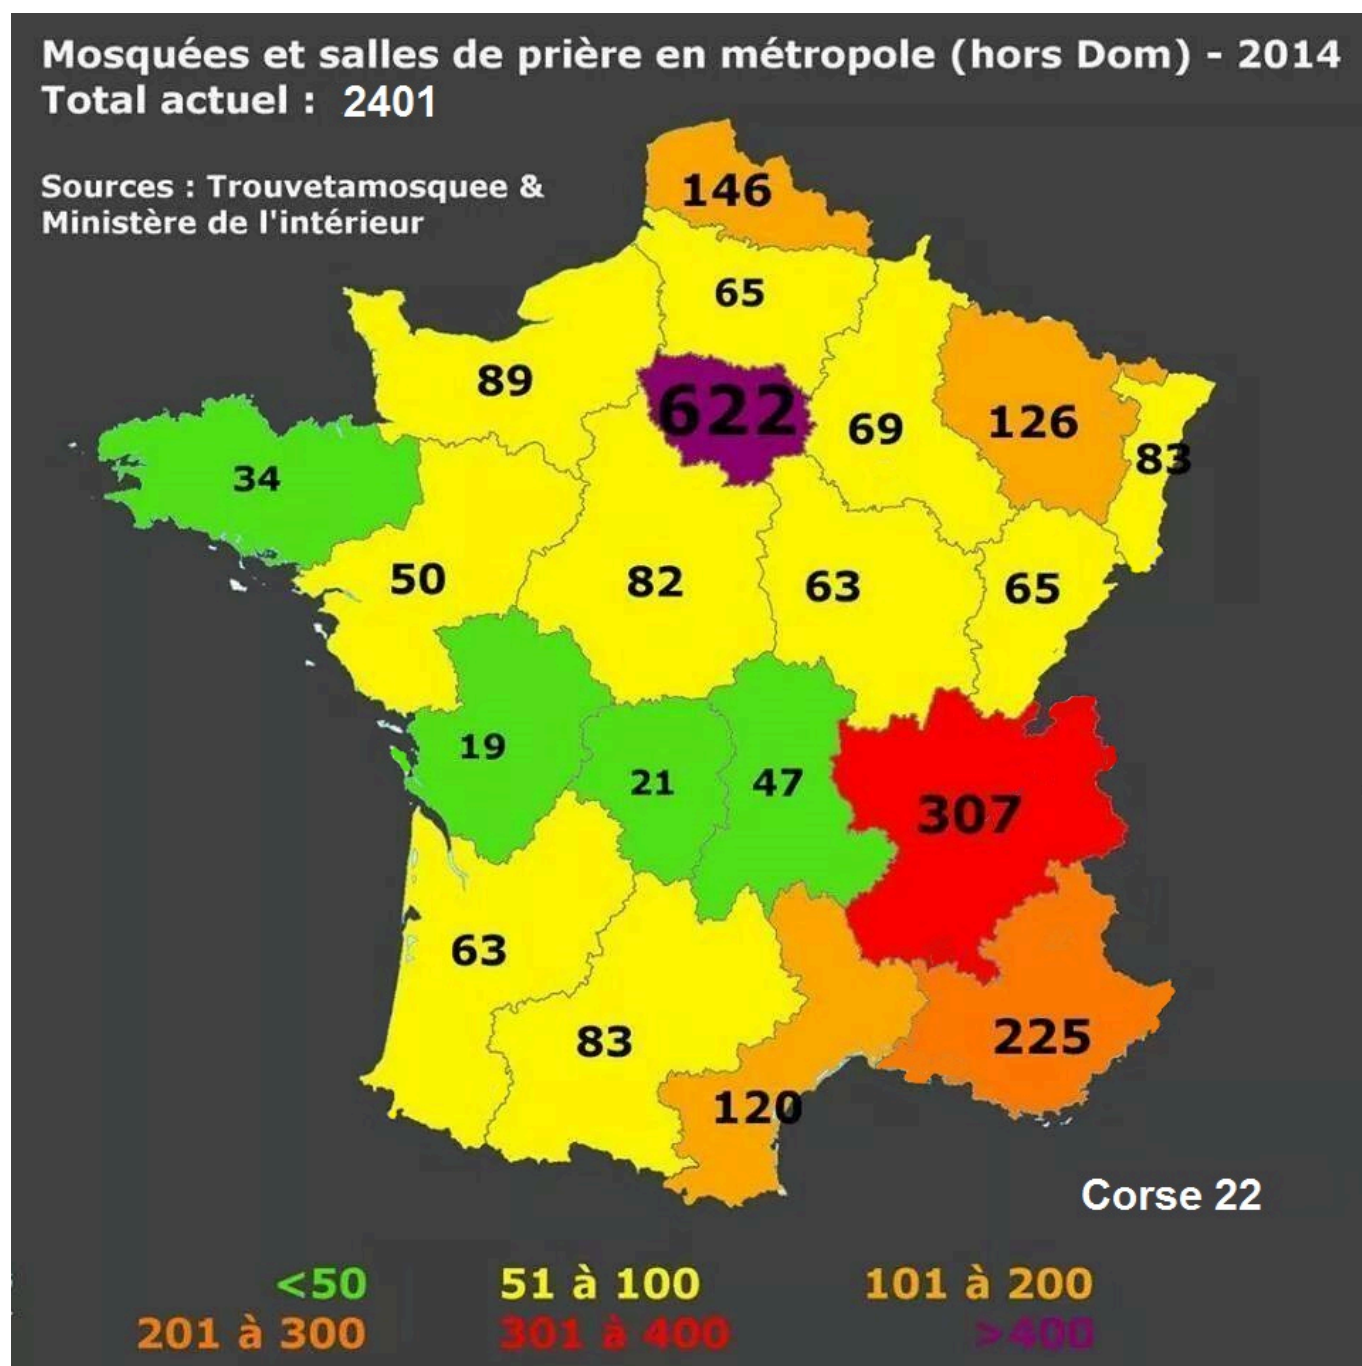 Mosquées et salles de prière en métropole (hors Dom) - 2014
Total actuel : 2401
Sources : Trouvetamosquee &
Ministère de l'intérieur
146
65
89
622
69
126
83
34
50
82
63
65
19
21
47
307
63
83
120
225
Corse 22
<50 51 à 100 101 à 200
201 à 300 301 à 400 >400